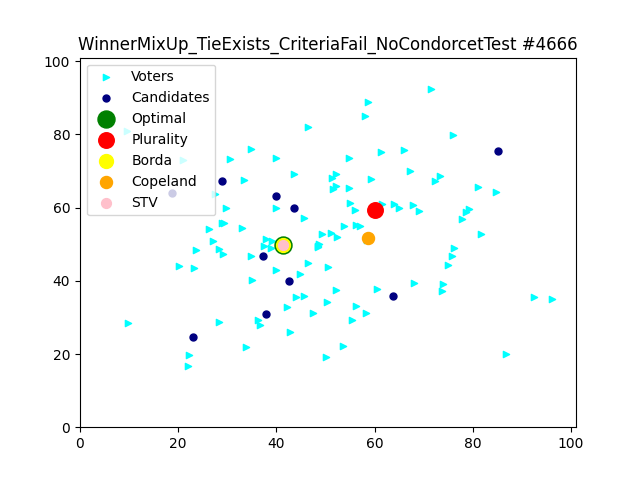 WinnerMixUp_TieExists_CriteriaFail_NoCondorcetTest #4666
100
80
60
40
20
0
Voters
Candidates
Optimal
Plurality
Borda
Copeland
STV
0 20 40 60 80 100